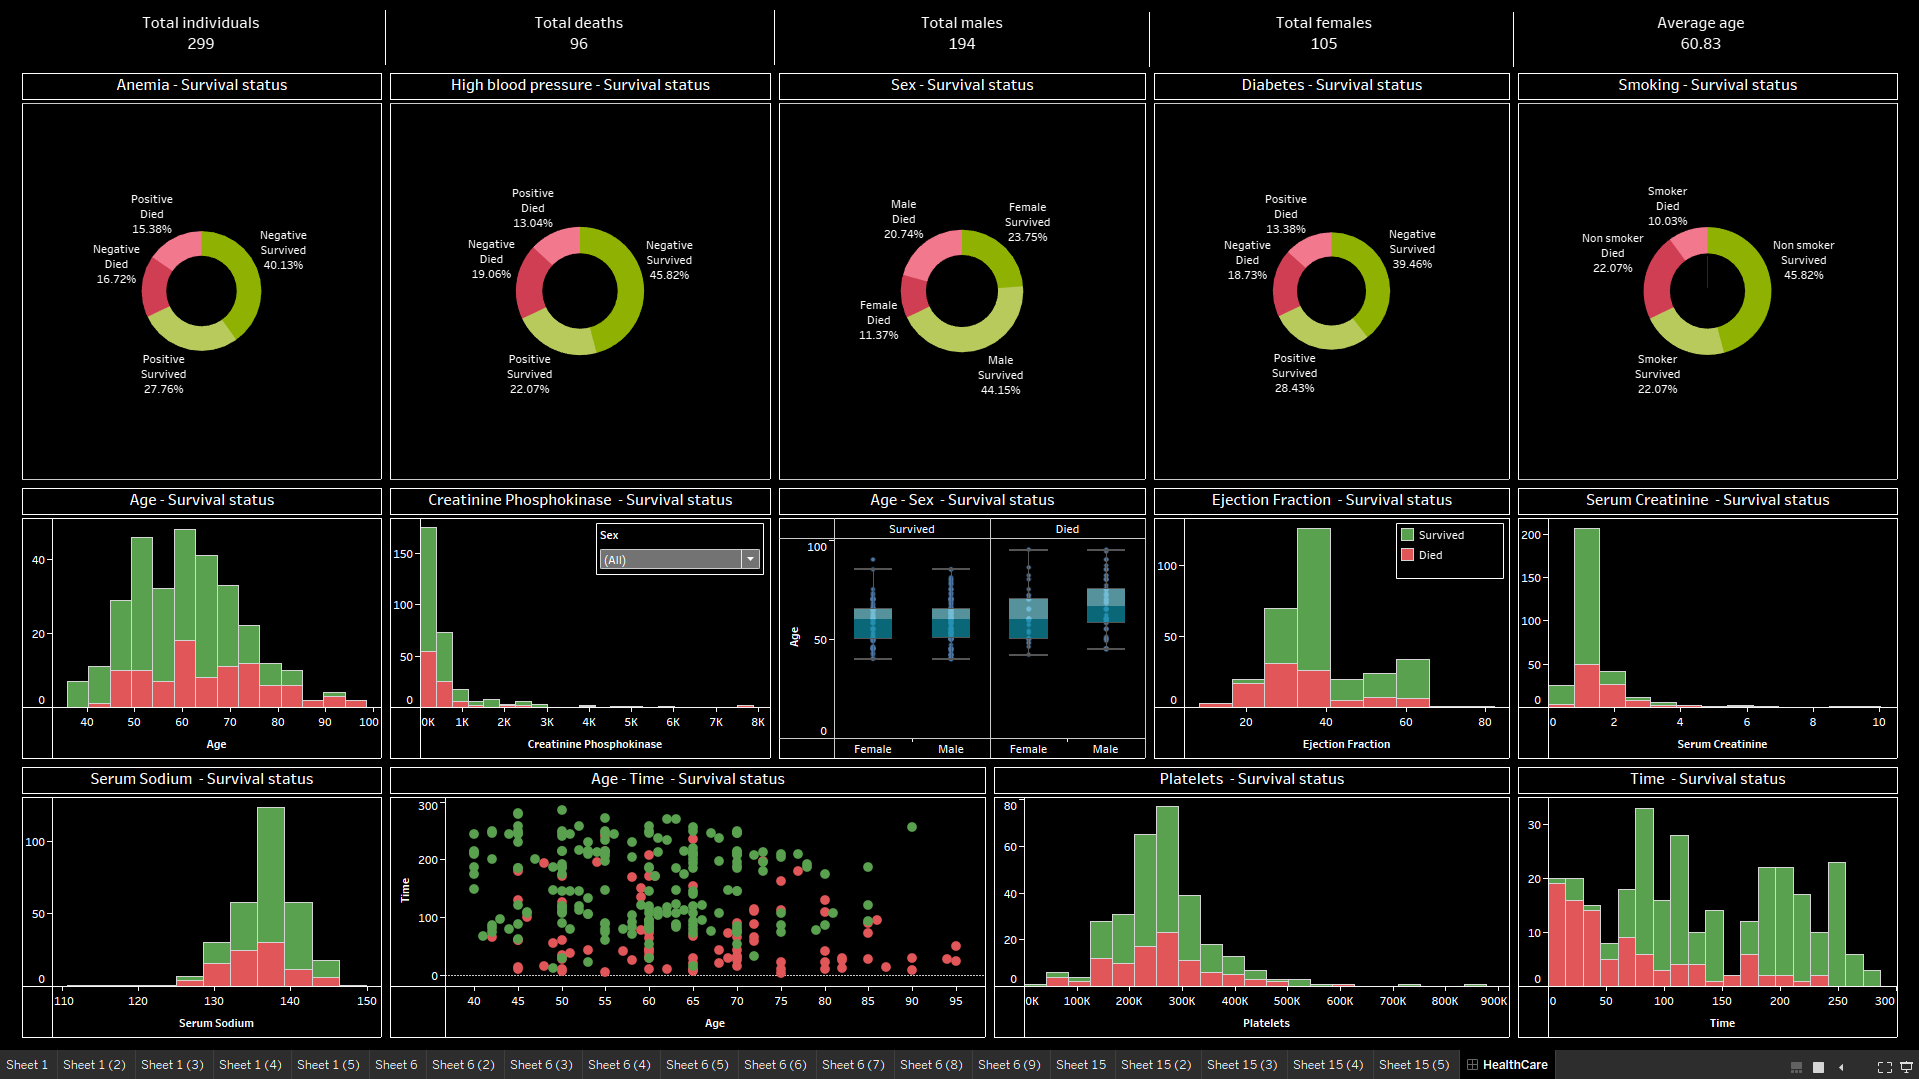 Total individuals
299
Total deaths
96
Total males
194
Total females
105
Average age
60.83
Anemia - Survival status
High blood pressure - Survival status
Sex - Survival status
Diabetes - Survival status
Smoking - Survival status
Positive
Died
15.38%
Negative
Survived
40.13%
Negative
Died
16.72%
Positive
Survived
27.76%
Positive
Died
13.04%
Negative
Survived
45.82%
Negative
Died
19.06%
Positive
Survived
22.07%
Male
Died
20.74%
Female
Survived
23.75%
Female
Died
11.37%
Male
Survived
44.15%
Positive
Died
13.38%
Negative
Survived
39.46%
Negative
Died
18.73%
Positive
Survived
28.43%
Smoker
Died
10.03%
Non smoker
Survived
45.82%
Non smoker
Died
22.07%
Smoker
Survived
22.07%
Age - Survival status
40
20
0
40 50 60 70 80 90 100
Age
Creatinine Phosphokinase - Survival status
Sex
(All)
150
100
50
0
0K 1K 2K 3K 4K 5K 6K 7K 8K
Creatinine Phosphokinase
Age - Sex - Survival status
Survived Died
100
50
0
Age
Female Male Female Male
Ejection Fraction - Survival status
Survived
Died
100
50
0
20 40 60 80
Ejection Fraction
Serum Creatinine - Survival status
200
150
100
50
0
0 2 4 6 8 10
Serum Creatinine
Serum Sodium - Survival status
100
50
0
110 120 130 140 150
Serum Sodium
Age - Time - Survival status
300
200
100
0
Time
40 45 50 55 60 65 70 75 80 85 90 95
Age
Platelets - Survival status
80
60
40
20
0
0K 100K 200K 300K 400K 500K 600K 700K 800K 900K
Platelets
Time - Survival status
30
20
10
0
0 50 100 150 200 250 300
Time
Sheet 1 Sheet 1 (2) Sheet 1 (3) Sheet 1 (4) Sheet 1 (5) Sheet 6 Sheet 6 (2) Sheet 6 (3) Sheet 6 (4) Sheet 6 (5) Sheet 6 (6) Sheet 6 (7) Sheet 6 (8) Sheet 6 (9) Sheet 15 Sheet 15 (2) Sheet 15 (3) Sheet 15 (4) Sheet 15 (5) HealthCare